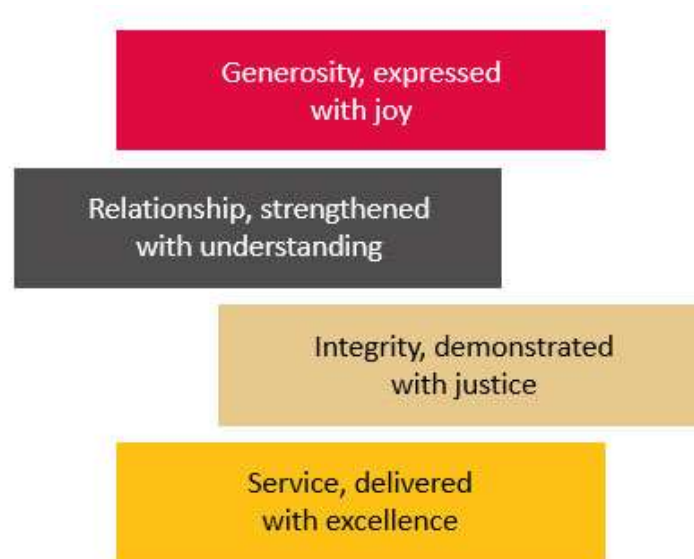 Generosity, expressed
with joy
Relationship, strengthened
with understanding
Integrity, demonstrated
with justice
Service, delivered
with excellence